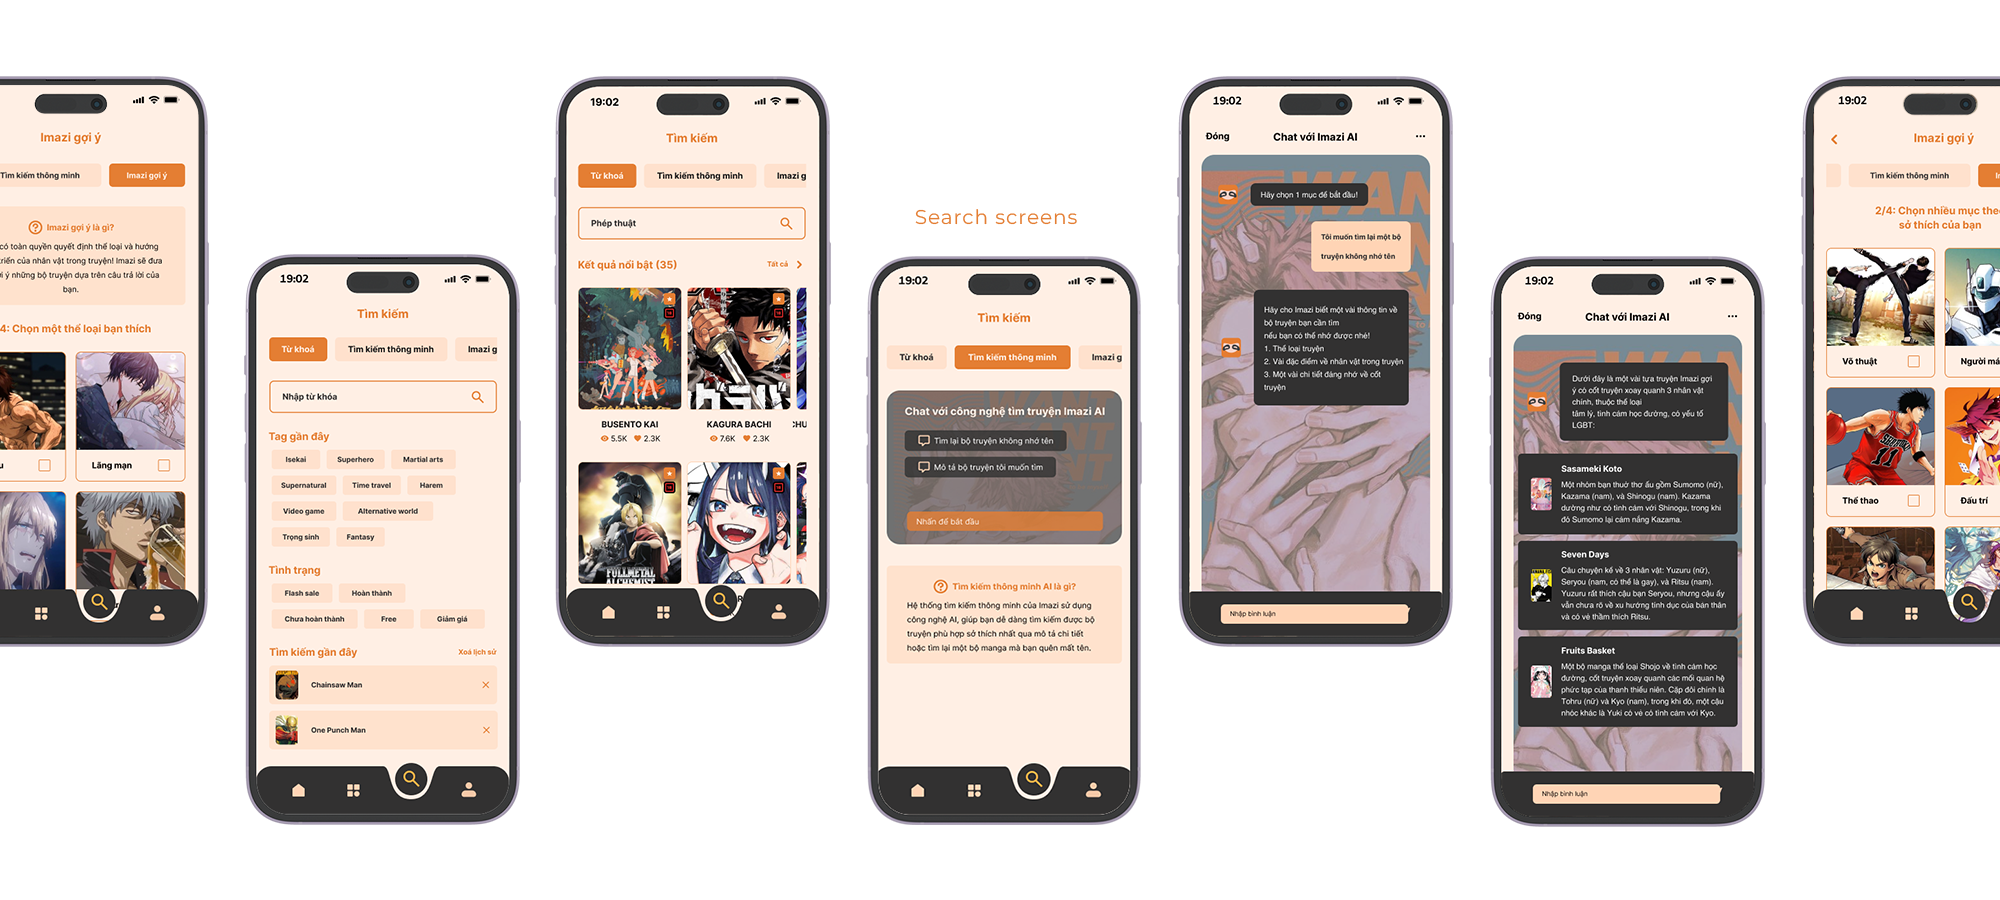 Imazi gợi ý
Tìm kiếm thông minh
Imazi gợi ý
Imazi gợi ý là gì?
có toàn quyền quyết định thể loại và hướng
triển của nhân vật trong truyện! Imazi sẽ đưa
ý những bộ truyện dựa trên câu trả lời của
bạn.
4: Chọn một thể loại bạn thích
Lãng mạn
19:02
Tìm kiếm
Từ khoá
Tìm kiếm thông minh
Imazi g
Nhập từ khóa
Tag gần đây
Isekai
Superhero
Martial arts
Supernatural
Time travel
Harem
Video game
Alternative world
Trọng sinh
Fantasy
Tình trạng
Flash sale
Hoàn thành
Chưa hoàn thành
Free
Giảm giá
Tìm kiếm gần đây
Xoá lịch sử
Chainsaw Man
One Punch Man
19:02
Tìm kiếm
Từ khoá
Tìm kiếm thông minh
Imazi g
Phép thuật
Kết quả nổi bật (35)
Tất cả
BUSENTO KAI
5.5K
2.3K
KAGURA BACHI
7.6K
2.3K
CHU
FULLMETAL
ALCHEMIST
Search screens
19:02
Tìm kiếm
Từ khoá
Tìm kiếm thông minh
Imazi g
Chat với công nghệ tìm truyện Imazi AI
Tìm lại bộ truyện không nhớ tên
Mô tả bộ truyện tôi muốn tìm
Nhấn để bắt đầu
Tìm kiếm thông minh AI là gì?
Hệ thống tìm kiếm thông minh của Imazi sử dụng
công nghệ AI, giúp bạn dễ dàng tìm kiếm được bộ
truyện phù hợp sở thích nhất qua mô tả chi tiết
hoặc tìm lại một bộ manga mà bạn quên mất tên.
19:02
Đóng
Chat với Imazi AI
Hãy chọn 1 mục để bắt đầu!
Tôi muốn tìm lại một bộ
truyện không nhớ tên
Hãy cho Imazi biết một vài thông tin về
bộ truyện bạn cần tìm
nếu bạn có thể nhớ được nhé!
1. Thể loại truyện
2. Vài đặc điểm về nhân vật trong truyện
3. Một vài chi tiết đáng nhớ về cốt
truyện
Nhập bình luận
19:02
Đóng
Chat với Imazi AI
Dưới đây là một vài tựa truyện Imazi gợi
ý có cốt truyện xoay quanh 3 nhân vật
chính, thuộc thể loại
tâm lý, tình cảm học đường, có yếu tố
LGBT:
Sasameki Koto
Một nhóm bạn thuở thơ ấu gồm Sumomo (nữ),
Kazama (nam), và Shinogu (nam). Kazama
dường như có tình cảm với Shinogu, trong khi
đó Sumomo lại cảm nắng Kazama.
Seven Days
Câu chuyện kể về 3 nhân vật: Yuzuru (nữ),
Seryou (nam, có thể là gay), và Ritsu (nam).
Yuzuru rất thích cậu bạn Seryou, nhưng cậu ấy
vẫn chưa rõ về xu hướng tình dục của bản thân
và có vẻ thầm thích Ritsu.
Fruits Basket
Một bộ manga thể loại Shojo về tình cảm học
đường, cốt truyện xoay quanh các mối quan hệ
phức tạp của thanh thiếu niên. Cặp đôi chính là
Tohru (nữ) và Kyo (nam), trong khi đó, một cậu
nhóc khác là Yuki có vẻ có tình cảm với Kyo.
Nhập bình luận
19:02
Imazi gợi ý
Tìm kiếm thông minh
2/4: Chọn nhiều mục theo
sở thích của bạn
Võ thuật
Người má
Thể thao
Đấu trí